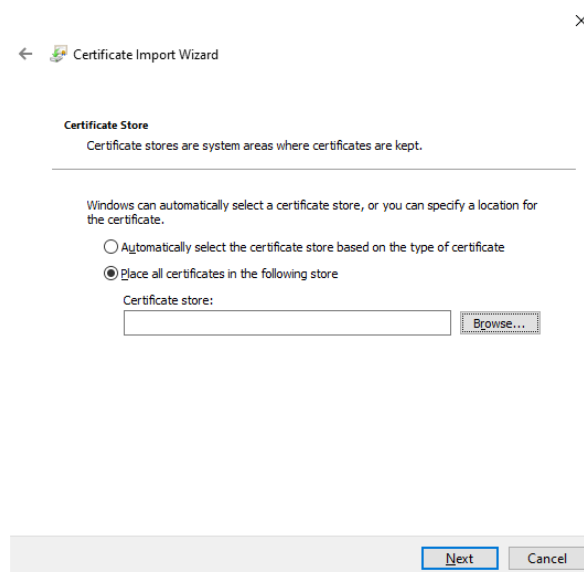 Certificate Import Wizard
Certificate Store
Certificate stores are system areas where certificates are kept.
Windows can automatically select a certificate store, or you can specify a location for
the certificate.
Automatically select the certificate store based on the type of certificate
Place all certificates in the following store
Certificate store:
Browse...
Next
Cancel